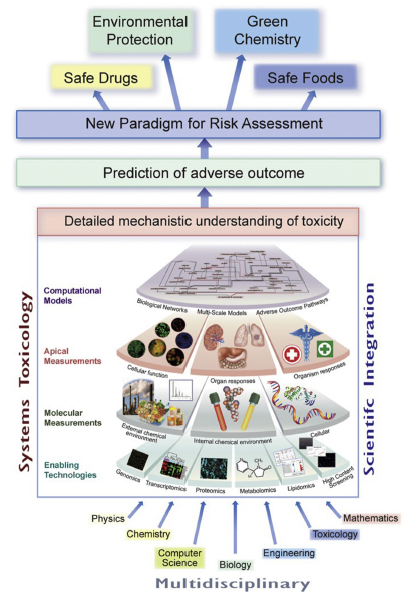 Environmental
Protection
Green
Chemistry
Safe Drugs
Safe Foods
New Paradigm for Risk Assessment
Prediction of adverse outcome
Detailed mechanistic understanding of toxicity
Systems Toxicology
Scientifc Integration
Computational
Models
Biological Networks
Multi-Scale Models
Adverse Outcome Pathways
Apical
Measurements
Cellular function
Organ responses
Organism responses
Molecular
Measurements
External chemical
environment
Internal chemical environment
Cellular
Enabling
Technologies
Genomics
Transcriptomics
Proteomics
Metabolomics
Lipidomics
High Content
Screening
CH3
Physics
Chemistry
Computer
Science
Biology
Engineering
Toxicology
Mathematics
Multidisciplinary